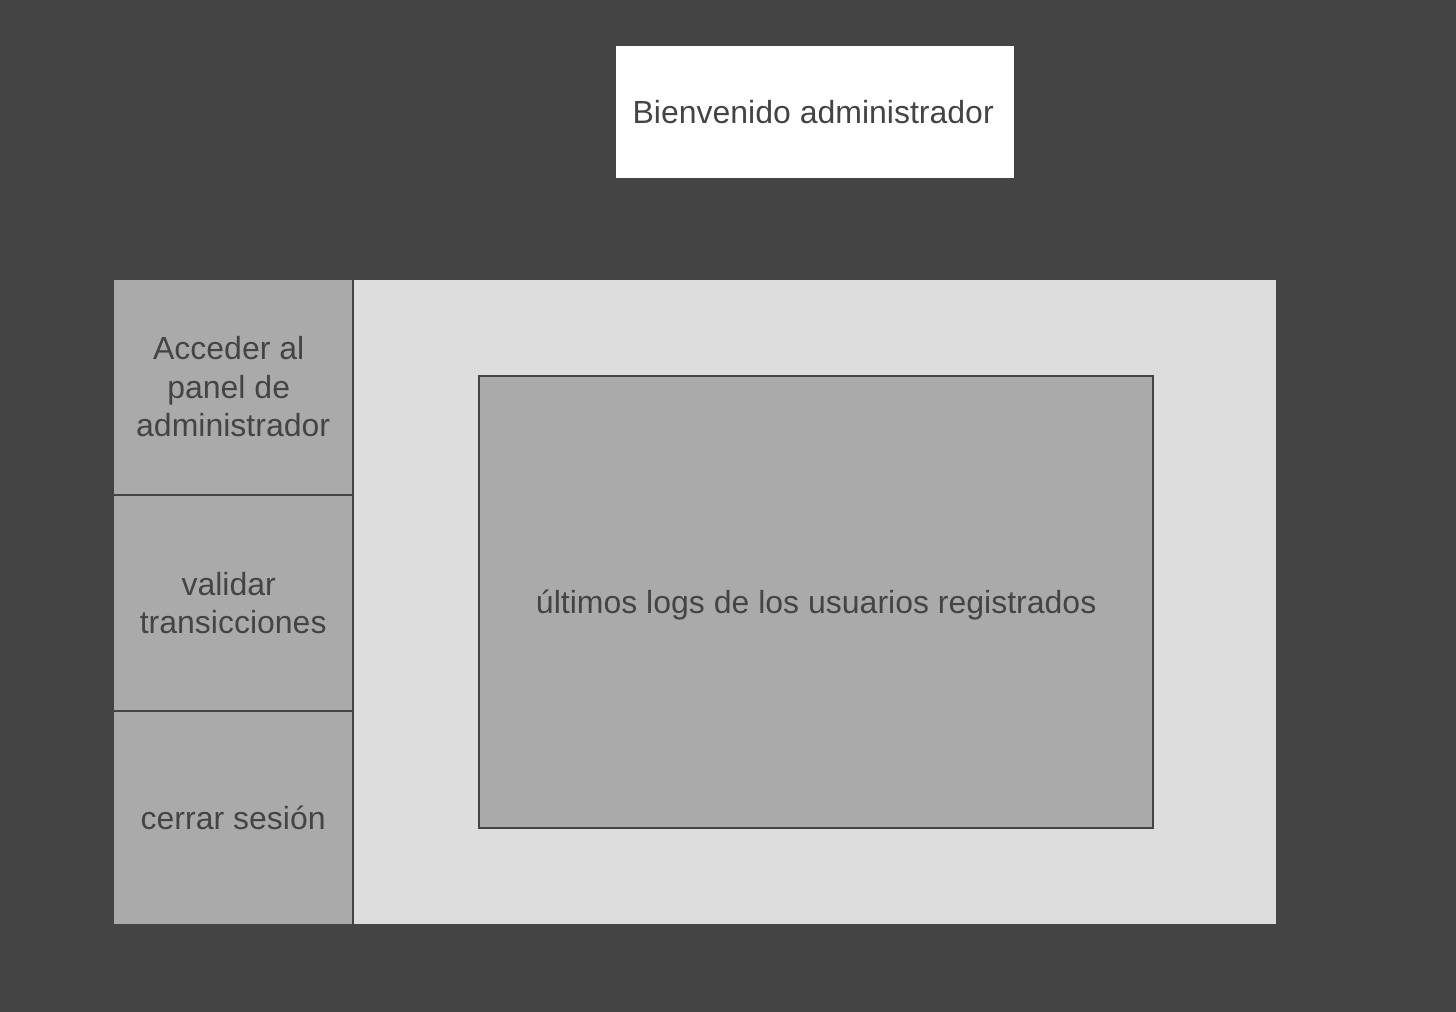 Bienvenido administrador
Acceder al
panel de
administrador
validar
transicciones
cerrar sesión
últimos logs de los usuarios registrados